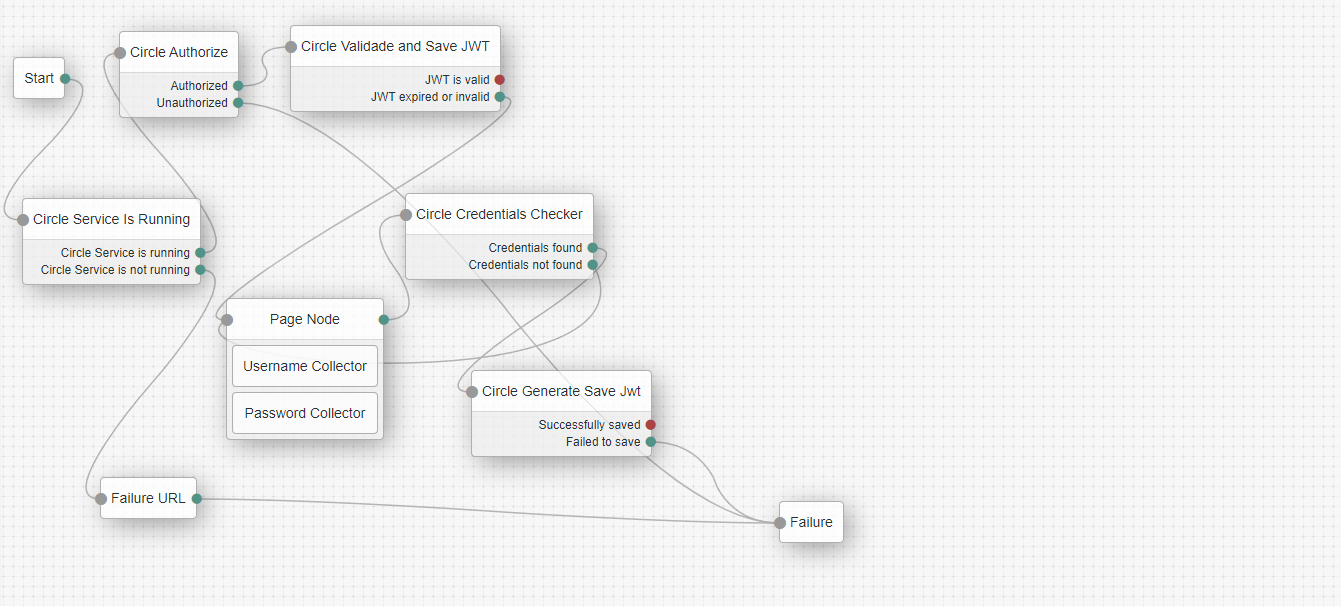 Start
Circle Authorize
Authorized
Unauthorized
Circle Validade and Save JWT
JWT is valid
JWT expired or invalid
Circle Service Is Running
Circle Service is running
Circle Service is not running
Circle Credentials Checker
Credentials found
Credentials not found
Page Node
Username Collector
Password Collector
Circle Generate Save Jwt
Successfully saved
Failed to save
Failure URL
Failure